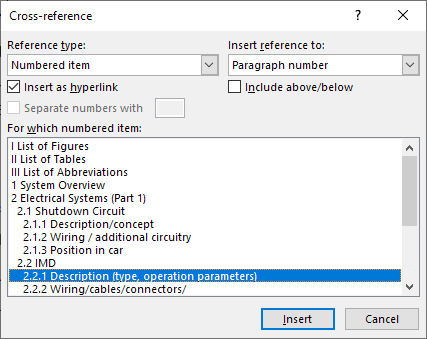 Cross-reference ? ×
Reference type: Insert reference to:
Numbered item Paragraph number
Insert as hyperlink Include above/below
Separate numbers with
For which numbered item:
I List of Figures
II List of Tables
III List of Abbreviations
1 System Overview
2 Electrical Systems (Part 1)
2.1 Shutdown Circuit
2.1.1 Description/concept
2.1.2 Wiring / additional circuitry
2.1.3 Position in car
2.2 IMD
2.2.1 Description (type, operation parameters)
2.2.2 Wiring/cables/connectors/
Insert Cancel